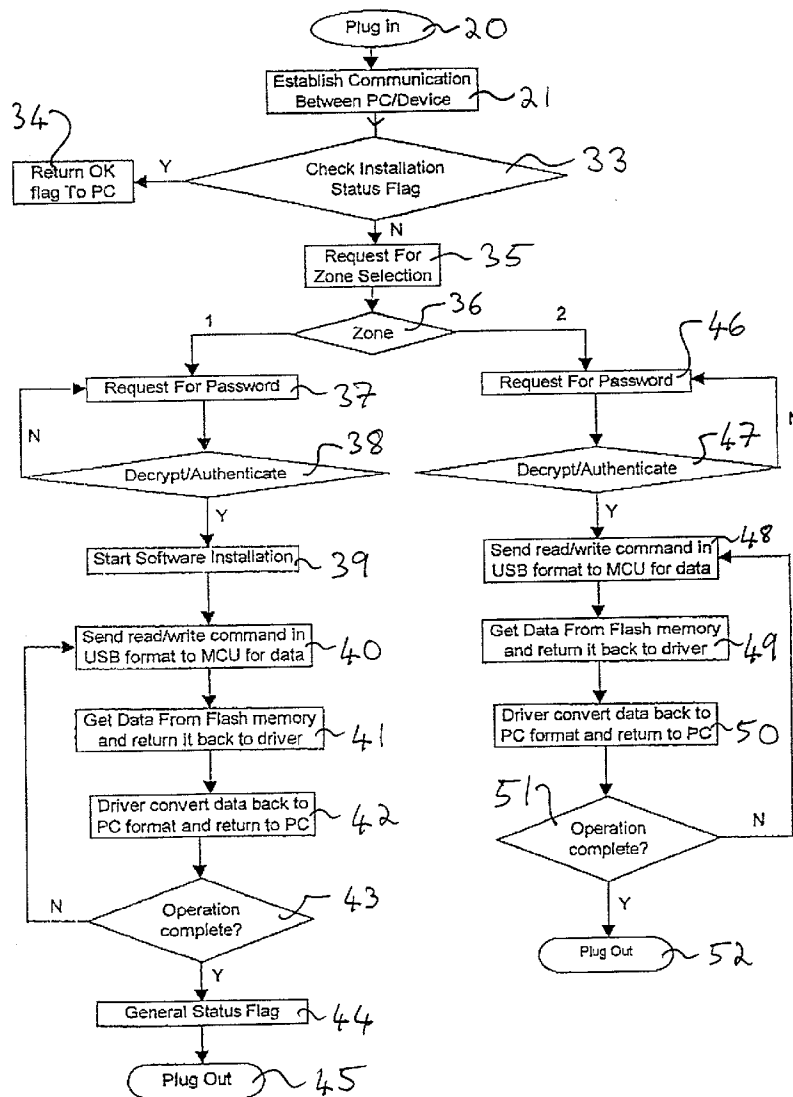 Plug in
20
Establish Communication
Between PC/Device
21
34
Return OK
flag To PC
Y
Check Installation
Status Flag
33
N
Request For
Zone Selection
35
36
1
Zone
2
46
Request For Password
37
Request For Password
N
Decrypt/Authenticate
38
N
Decrypt/Authenticate
47
Y
Y
Start Software Installation
39
Send read/write command in
USB format to MCU for data
48
Send read/write command in
USB format to MCU for data
40
Get Data From Flash memory
and return it back to driver
49
Get Data From Flash memory
and return it back to driver
41
Driver convert data back to
PC format and return to PC
50
Driver convert data back to
PC format and return to PC
42
51
Operation
complete?
N
N
Operation
complete?
43
Y
Y
Plug Out
52
General Status Flag
44
Plug Out
45